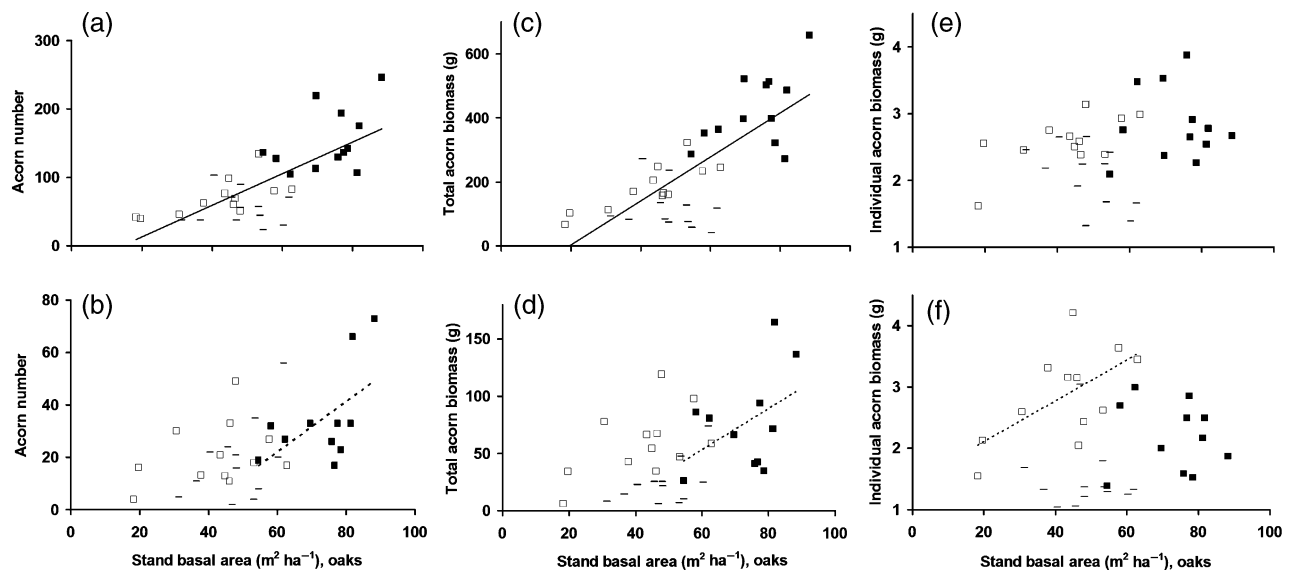 (a)
Acorn number
300
200
100
0
(c)
Total acorn biomass (g)
600
400
200
0
(e)
Individual acorn biomass (g)
4
3
2
1
(b)
Acorn number
80
60
40
20
0
0 20 40 60 80 100
Stand basal area (m² ha⁻¹), oaks
(d)
Total acorn biomass (g)
150
100
50
0
0 20 40 60 80 100
Stand basal area (m² ha⁻¹), oaks
(f)
Individual acorn biomass (g)
4
3
2
1
0 20 40 60 80 100
Stand basal area (m² ha⁻¹), oaks